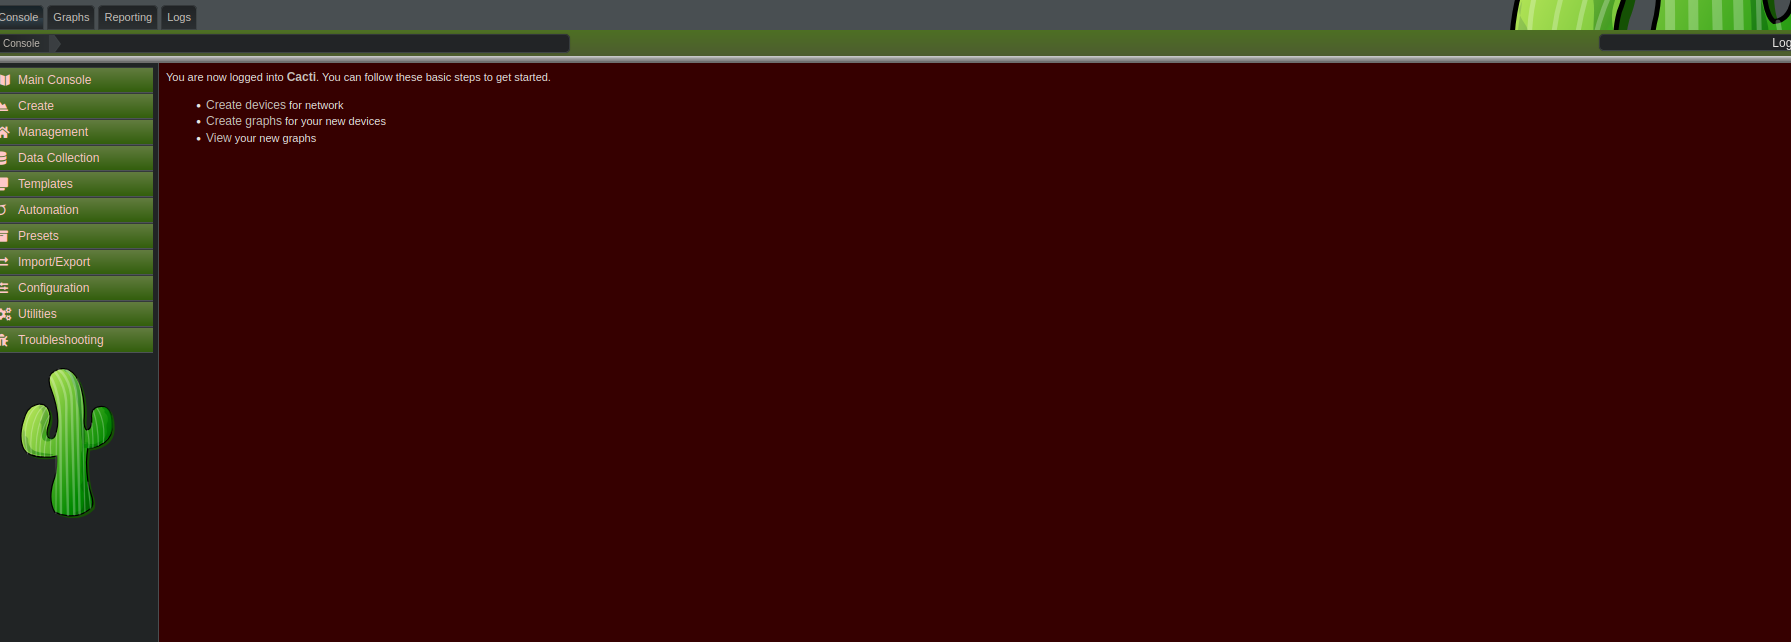 Console Graphs Reporting Logs
Console
Log
Main Console
Create
Management
Data Collection
Templates
Automation
Presets
Import/Export
Configuration
Utilities
Troubleshooting
You are now logged into Cacti. You can follow these basic steps to get started.
• Create devices for network
• Create graphs for your new devices
• View your new graphs